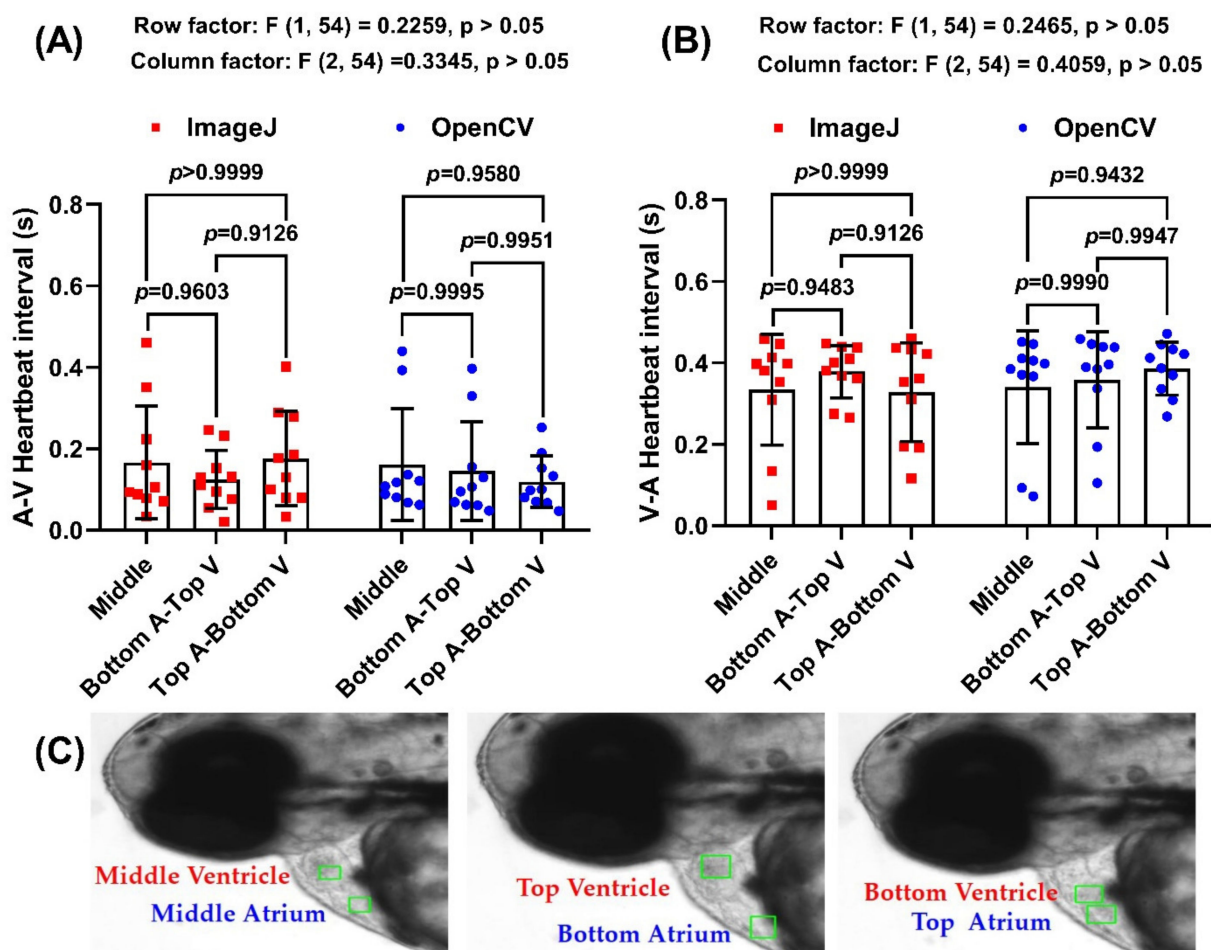 (A)
Row factor: F (1, 54) = 0.2259, p > 0.05
Column factor: F (2, 54) =0.3345, p > 0.05
ImageJ
OpenCV
p>0.9999
p=0.9580
p=0.9126
p=0.9951
p=0.9603
p=0.9995
A-V Heartbeat interval (s)
0.8
0.6
0.4
0.2
0.0
Middle
Bottom A-Top V
Top A-Bottom V
Middle
Bottom A-Top V
Top A-Bottom V
(B)
Row factor: F (1, 54) = 0.2465, p > 0.05
Column factor: F (2, 54) = 0.4059, p > 0.05
ImageJ
OpenCV
p>0.9999
p=0.9432
p=0.9126
p=0.9947
p=0.9483
p=0.9990
V-A Heartbeat interval (s)
0.8
0.6
0.4
0.2
0.0
Middle
Bottom A-Top V
Top A-Bottom V
Middle
Bottom A-Top V
Top A-Bottom V
(C)
Middle Ventricle
Middle Atrium
Top Ventricle
Bottom Atrium
Bottom Ventricle
Top Atrium